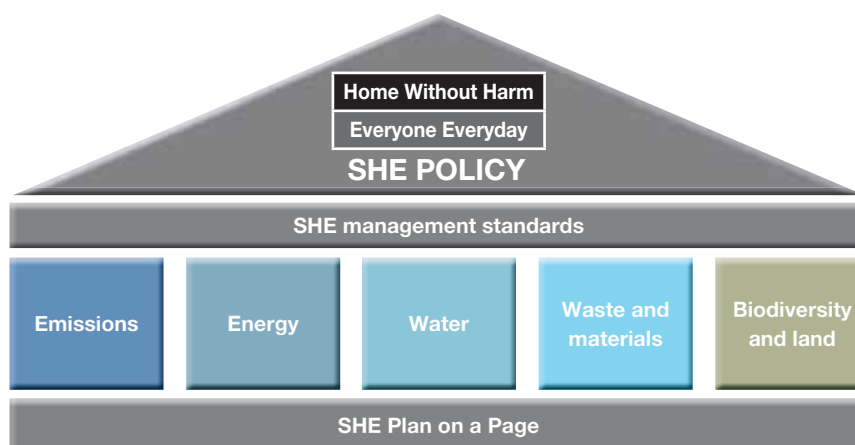 Home Without Harm
Everyone Everyday
SHE POLICY
SHE management standards
Emissions
Energy
Water
Waste and
materials
Biodiversity
and land
SHE Plan on a Page